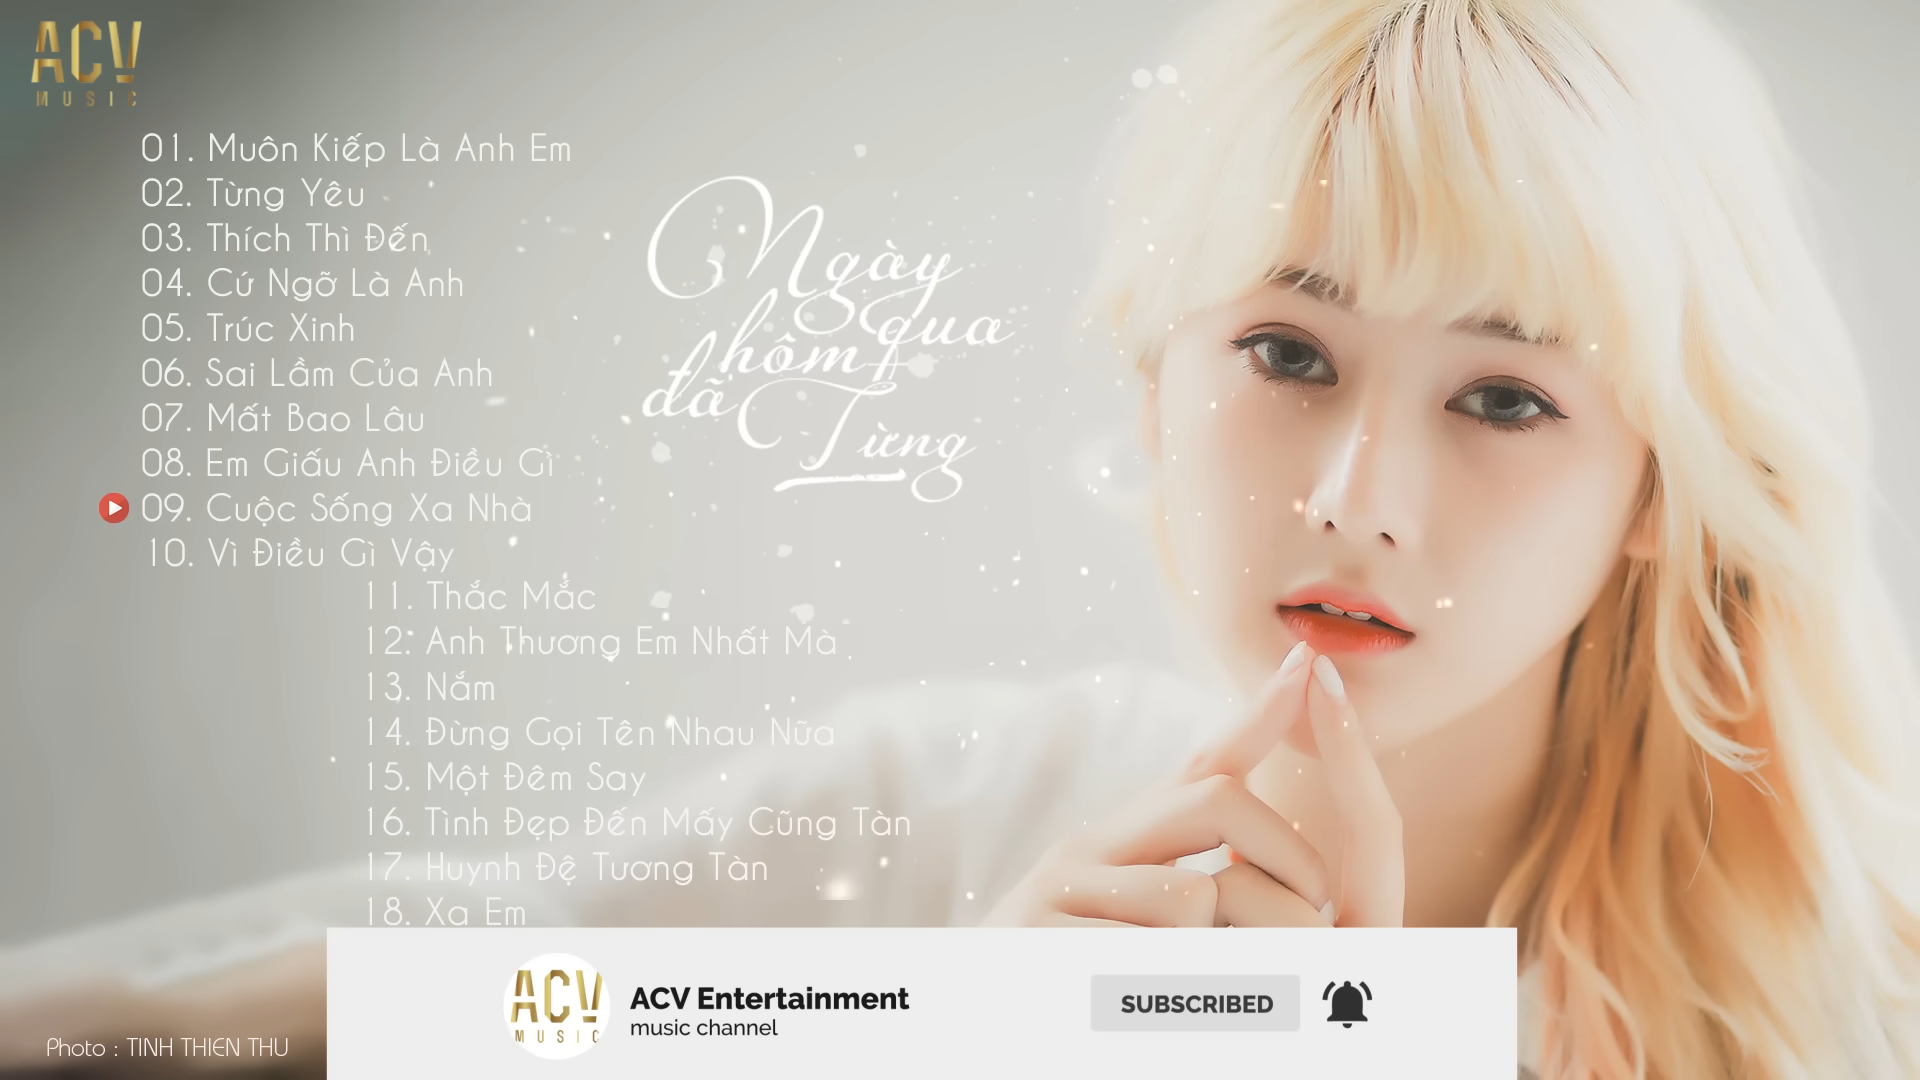 ACV
MUSIC
01. Muôn Kiếp Là Anh Em
02. Từng Yêu
03. Thích Thì Đến
04. Cứ Ngỡ Là Anh
05. Trúc Xinh
06. Sai Lầm Của Anh
07. Mất Bao Lâu
08. Em Giấu Anh Điều Gì
09. Cuộc Sống Xa Nhà
10. Vì Điều Gì Vậy
11. Thắc Mắc
12: Anh Thương Em Nhất Mà
13. Nắm
14. Đừng Gọi Tên Nhau Nữa
15. Một Đêm Say
16. Tình Đẹp Đến Mấy Cũng Tàn
17. Huynh Đệ Tương Tàn
18. Xa Em
Ngày
hôm qua
đã Từng
ACV
MUSIC
ACV Entertainment
music channel
SUBSCRIBED
Photo : TINH THIEN THU